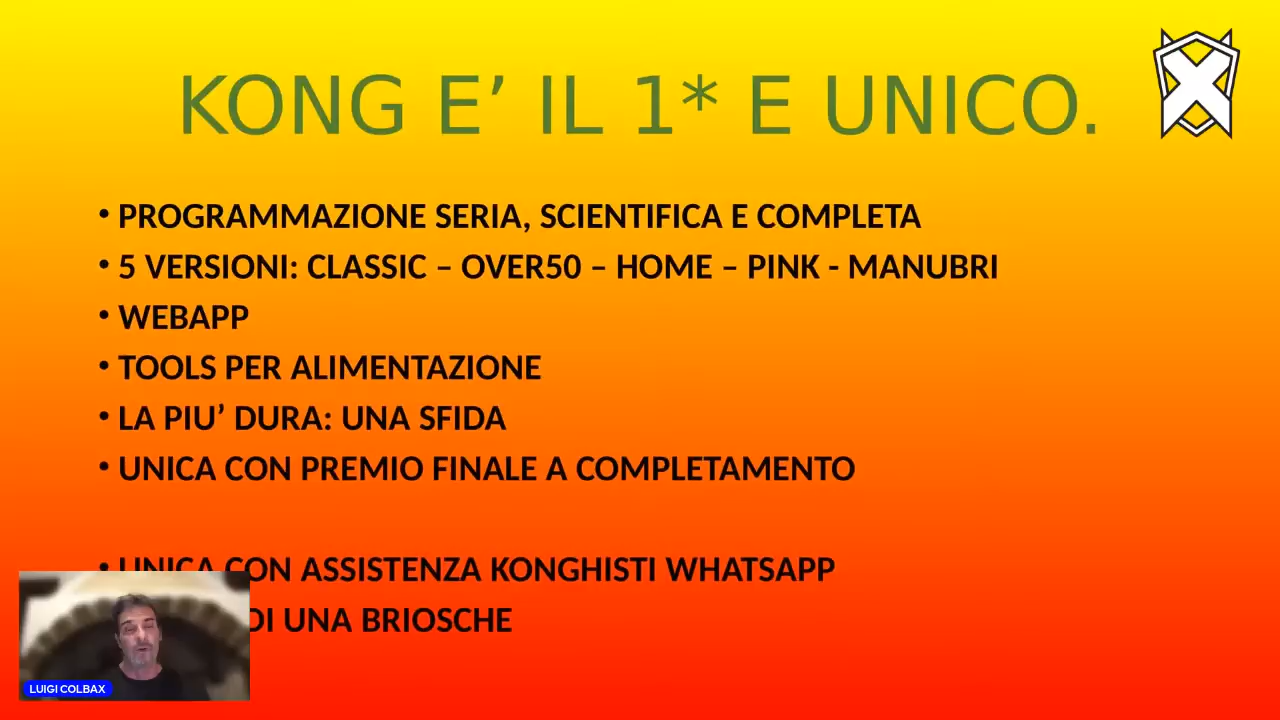 KONG E’ IL 1* E UNICO.
• PROGRAMMAZIONE SERIA, SCIENTIFICA E COMPLETA
• 5 VERSIONI: CLASSIC – OVER50 – HOME – PINK - MANUBRI
• WEBAPP
• TOOLS PER ALIMENTAZIONE
• LA PIU’ DURA: UNA SFIDA
• UNICA CON PREMIO FINALE A COMPLETAMENTO
• UNICA CON ASSISTENZA KONGHISTI WHATSAPP
DI UNA BRIOSCHE
LUIGI COLBAX